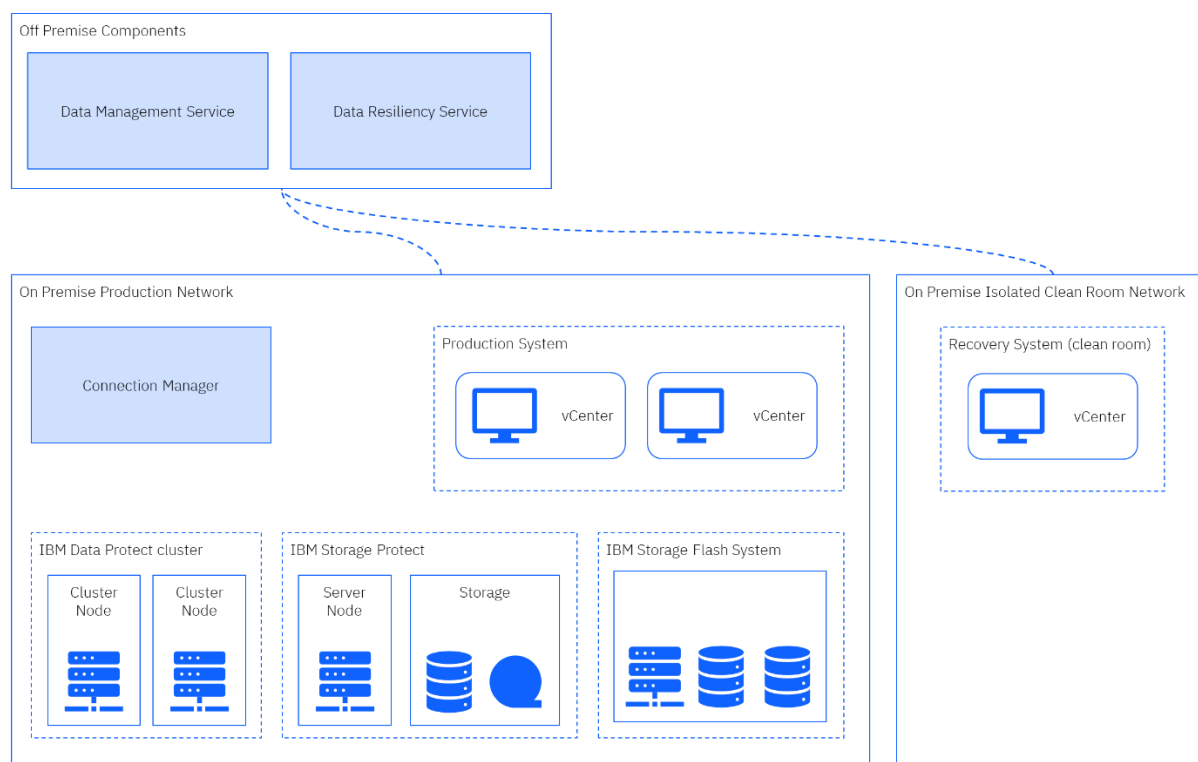 Off Premise Components
Data Management Service
Data Resiliency Service
On Premise Production Network
Connection Manager
Production System
vCenter
vCenter
IBM Data Protect cluster
Cluster
Node
Cluster
Node
IBM Storage Protect
Server
Node
Storage
IBM Storage Flash System
On Premise Isolated Clean Room Network
Recovery System (clean room)
vCenter